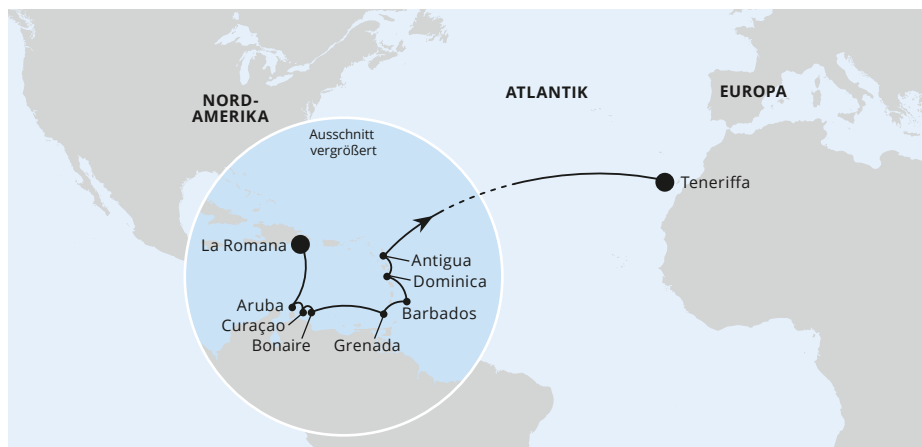 NORD-
AMERIKA
ATLANTIK
EUROPA
Ausschnitt
vergrößert
Teneriffa
La Romana
Antigua
Dominica
Aruba
Barbados
Curaçao
Bonaire
Grenada